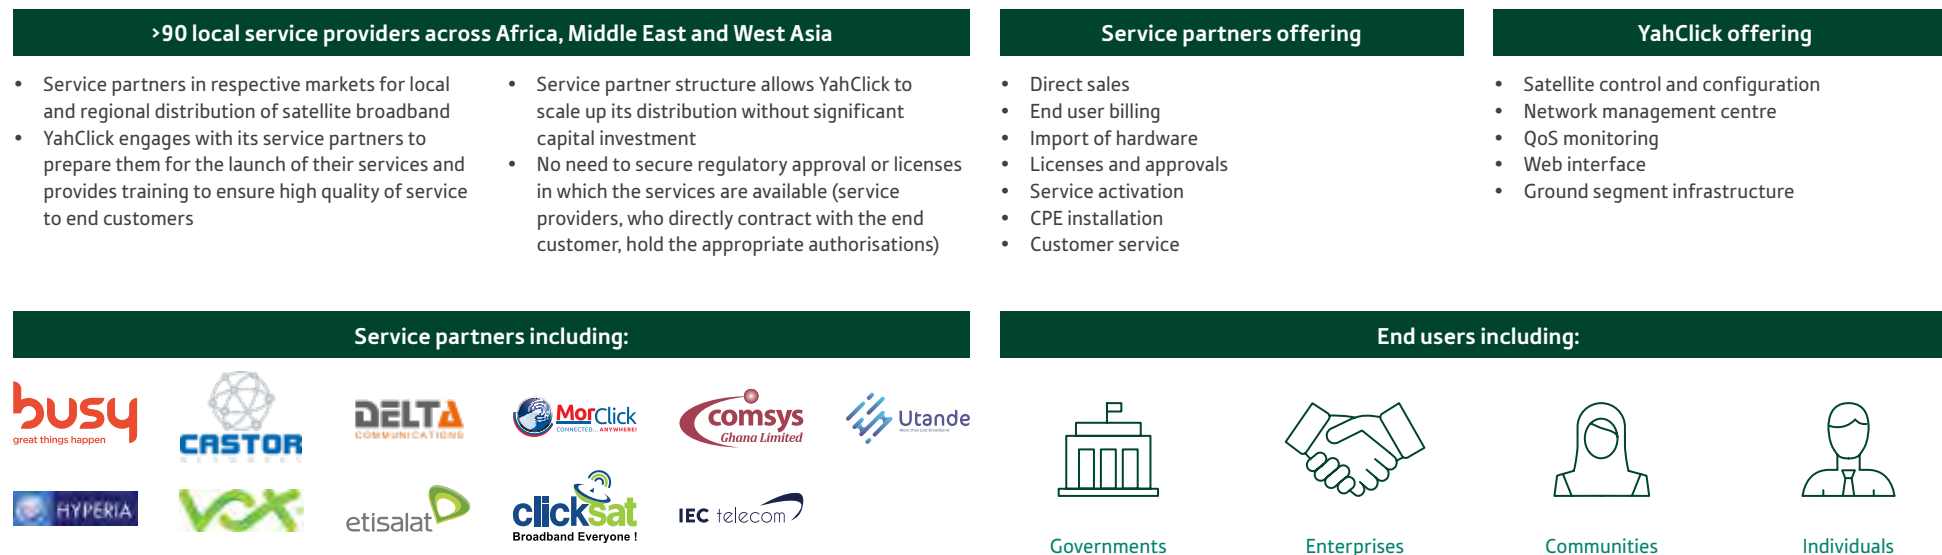 >90 local service providers across Africa, Middle East and West Asia
• Service partners in respective markets for local
and regional distribution of satellite broadband
• YahClick engages with its service partners to
prepare them for the launch of their services and
provides training to ensure high quality of service
to end customers
• Service partner structure allows YahClick to
scale up its distribution without significant
capital investment
• No need to secure regulatory approval or licenses
in which the services are available (service
providers, who directly contract with the end
customer, hold the appropriate authorisations)
Service partners offering
• Direct sales
• End user billing
• Import of hardware
• Licenses and approvals
• Service activation
• CPE installation
• Customer service
YahClick offering
• Satellite control and configuration
• Network management centre
• QoS monitoring
• Web interface
• Ground segment infrastructure
Service partners including:
busy
great things happen
CASTOR
NETWORKS
DELTA
COMMUNICATIONS
MorClick
CONNECTED... ANYWHERE!
comsys
Ghana Limited
Utande
More than just Broadband
HYPERIA
VOX
etisalat
clicksat
Broadband Everyone !
IEC telecom
End users including:
Governments
Enterprises
Communities
Individuals